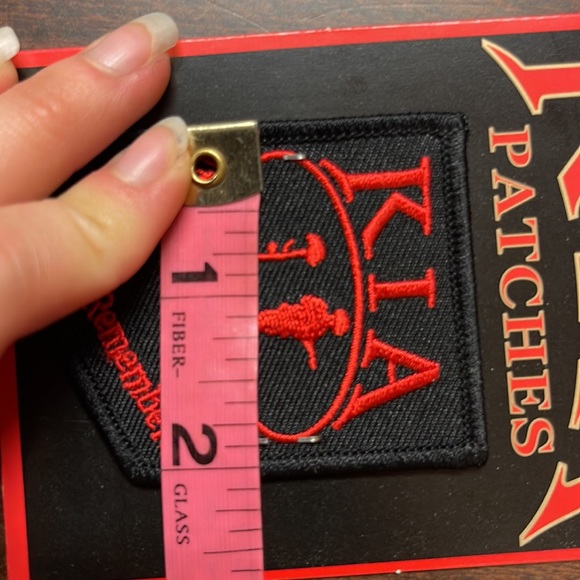 PATCHES
KIA
Remember
1
FIBER-
2
GLASS